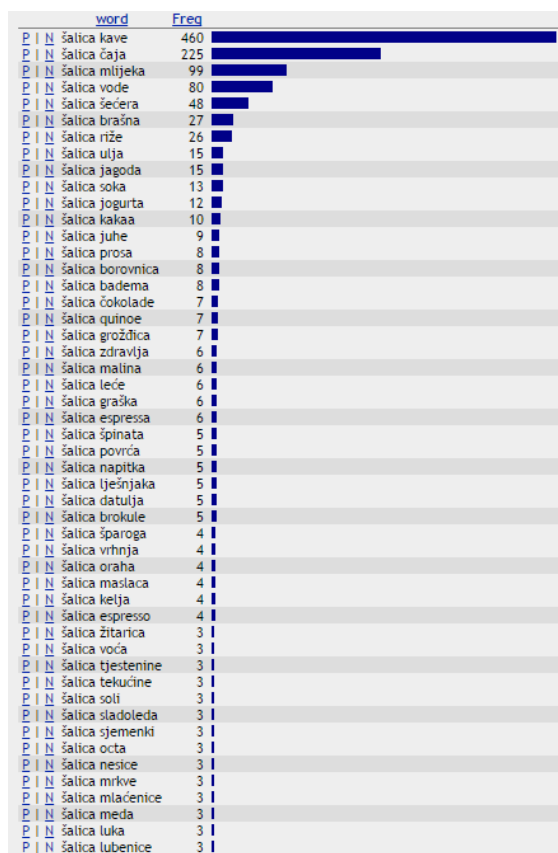 word Freq
P | N šalica kave 460
P | N šalica čaja 225
P | N šalica mlijeka 99
P | N šalica vode 80
P | N šalica šećera 48
P | N šalica brašna 27
P | N šalica riže 26
P | N šalica ulja 15
P | N šalica jagoda 15
P | N šalica soka 13
P | N šalica jogurta 12
P | N šalica kakaa 10
P | N šalica juhe 9
P | N šalica prosa 8
P | N šalica borovnica 8
P | N šalica badema 8
P | N šalica čokolade 7
P | N šalica quinoe 7
P | N šalica grožđica 7
P | N šalica zdravlja 6
P | N šalica malina 6
P | N šalica leće 6
P | N šalica graška 6
P | N šalica espressa 6
P | N šalica špinata 5
P | N šalica povrća 5
P | N šalica napitka 5
P | N šalica lješnjaka 5
P | N šalica datulja 5
P | N šalica brokule 5
P | N šalica šparoga 4
P | N šalica vrhnja 4
P | N šalica oraha 4
P | N šalica maslaca 4
P | N šalica kelja 4
P | N šalica espresso 4
P | N šalica žitarica 3
P | N šalica voća 3
P | N šalica tjestenine 3
P | N šalica tekućine 3
P | N šalica soli 3
P | N šalica sladoleda 3
P | N šalica sjemenki 3
P | N šalica octa 3
P | N šalica nesice 3
P | N šalica mrkve 3
P | N šalica mlaćenice 3
P | N šalica meda 3
P | N šalica luka 3
P | N šalica lubenice 3